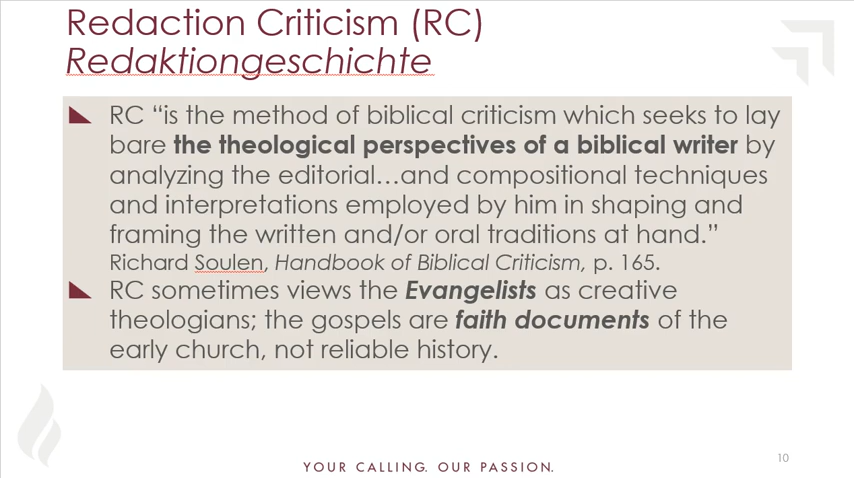 Redaction Criticism (RC)
Redaktiongeschichte
RC “is the method of biblical criticism which seeks to lay
bare the theological perspectives of a biblical writer by
analyzing the editorial…and compositional techniques
and interpretations employed by him in shaping and
framing the written and/or oral traditions at hand.”
Richard Soulen, Handbook of Biblical Criticism, p. 165.
RC sometimes views the Evangelists as creative
theologians; the gospels are faith documents of the
early church, not reliable history.
YOUR CALLING. OUR PASSION.
10